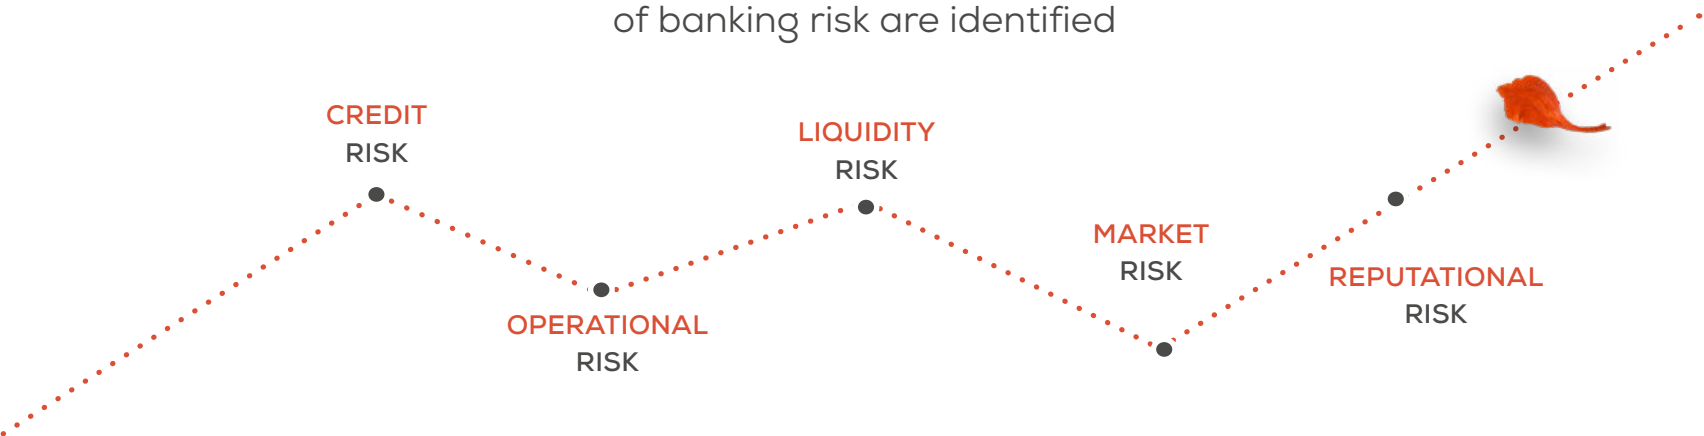 of banking risk are identified
CREDIT
RISK
OPERATIONAL
RISK
LIQUIDITY
RISK
MARKET
RISK
REPUTATIONAL
RISK